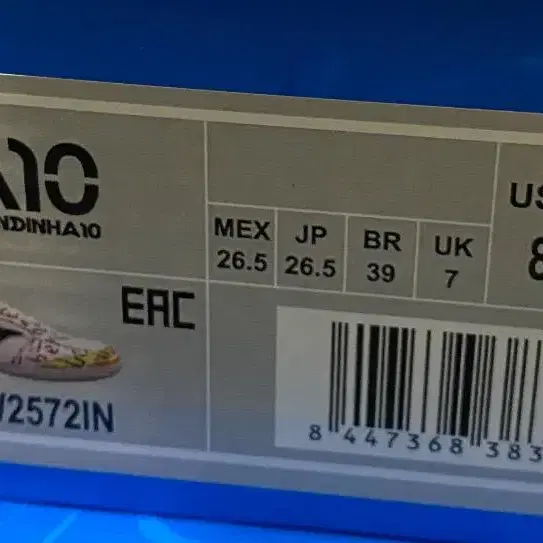 A10
NDINHA10
MEX JP BR UK US
26.5 26.5 39 7 8
EAC
2572IN
8 447368 383